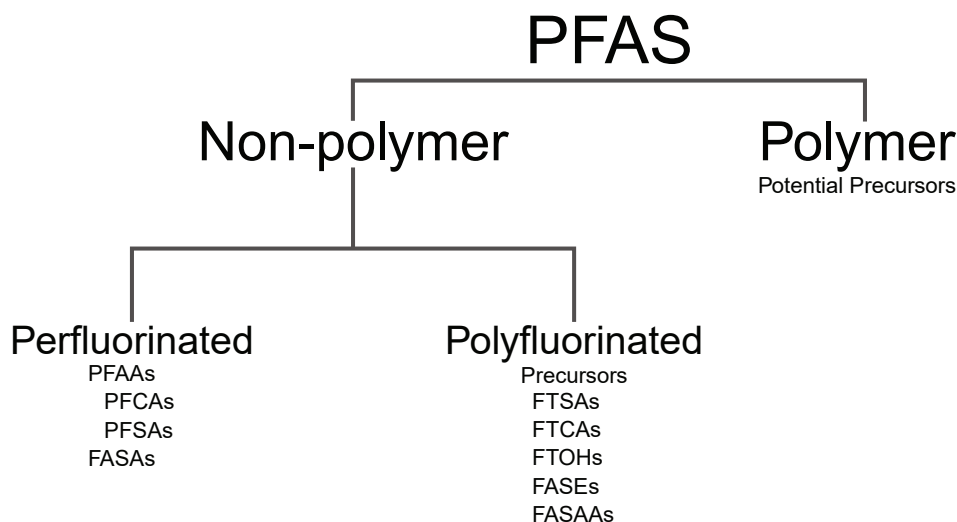 PFAS
Non-polymer
Polymer
Potential Precursors
Perfluorinated
PFAAs
PFCAs
PFSAs
FASAs
Polyfluorinated
Precursors
FTSAs
FTCAs
FTOHs
FASEs
FASAAs